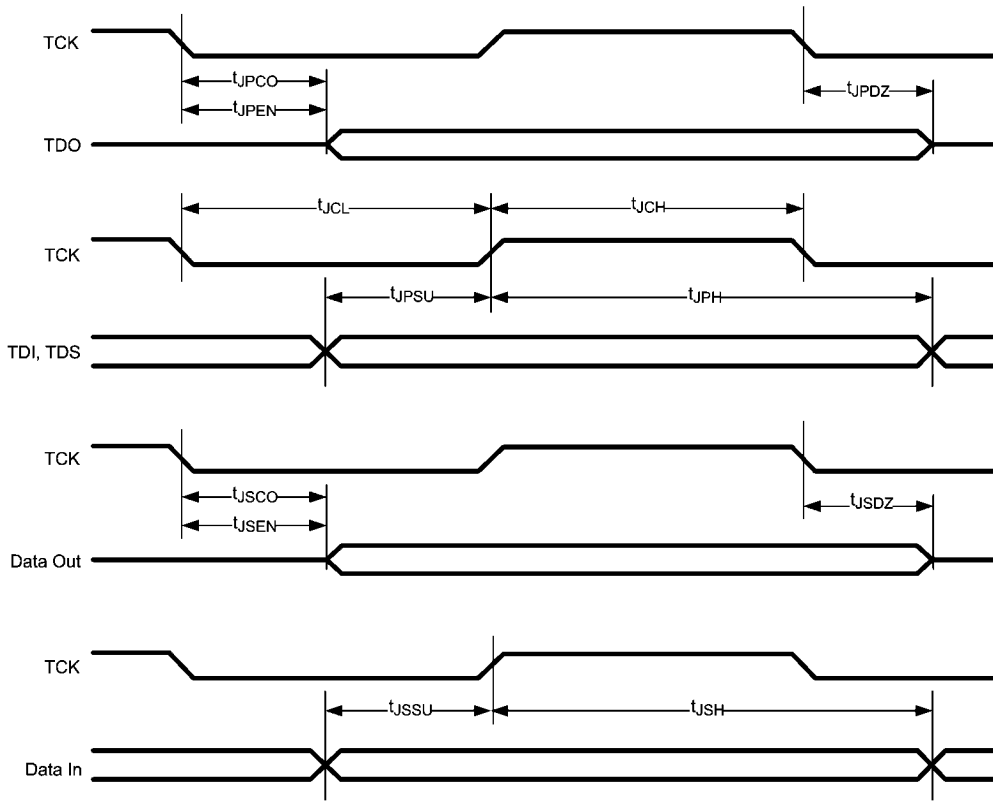 TCK
tJPCO
tJPEN
tJPDZ
TDO
tJCL
tJCH
TCK
tJPSU
tJPH
TDI, TDS
TCK
tJSCO
tJSEN
tJSDZ
Data Out
TCK
tJSSU
tJSH
Data In